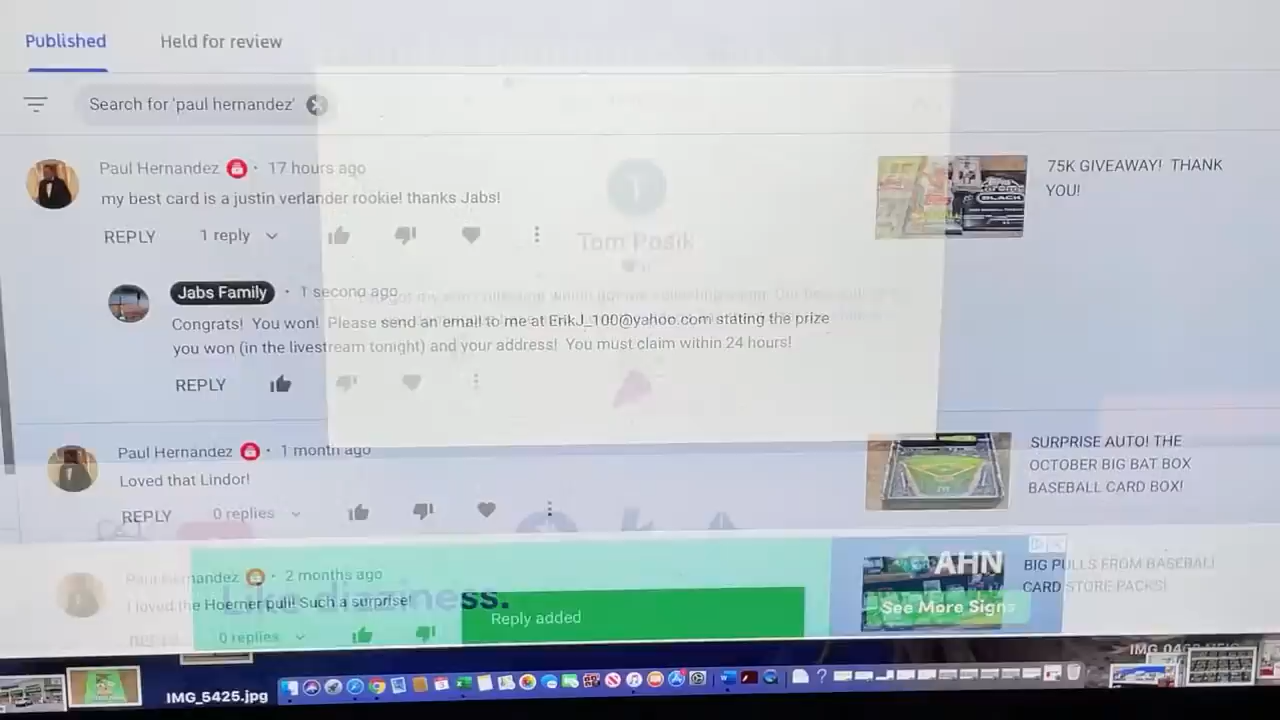 Published
Held for review
Search for 'paul hernandez'
Paul Hernandez · 17 hours ago
my best card is a justin verlander rookie! thanks Jabs!
REPLY
1 reply
75K GIVEAWAY! THANK
YOU!
Tom Posik
Jabs Family · 1 second ago
Congrats! You won! Please send an email to me at ErikJ_100@yahoo.com stating the prize
you won (in the livestream tonight) and your address! You must claim within 24 hours!
REPLY
Paul Hernandez · 1 month ago
Loved that Lindor!
REPLY
0 replies
SURPRISE AUTO! THE
OCTOBER BIG BAT BOX
BASEBALL CARD BOX!
Paul Hernandez · 2 months ago
I loved the Hoerner pull! Such a surprise!
REPLY
0 replies
Like dizziness.
Reply added
AHN
See More Signs
BIG PULLS FROM BASEBALL
CARD STORE PACKS!
IMG_5425.jpg